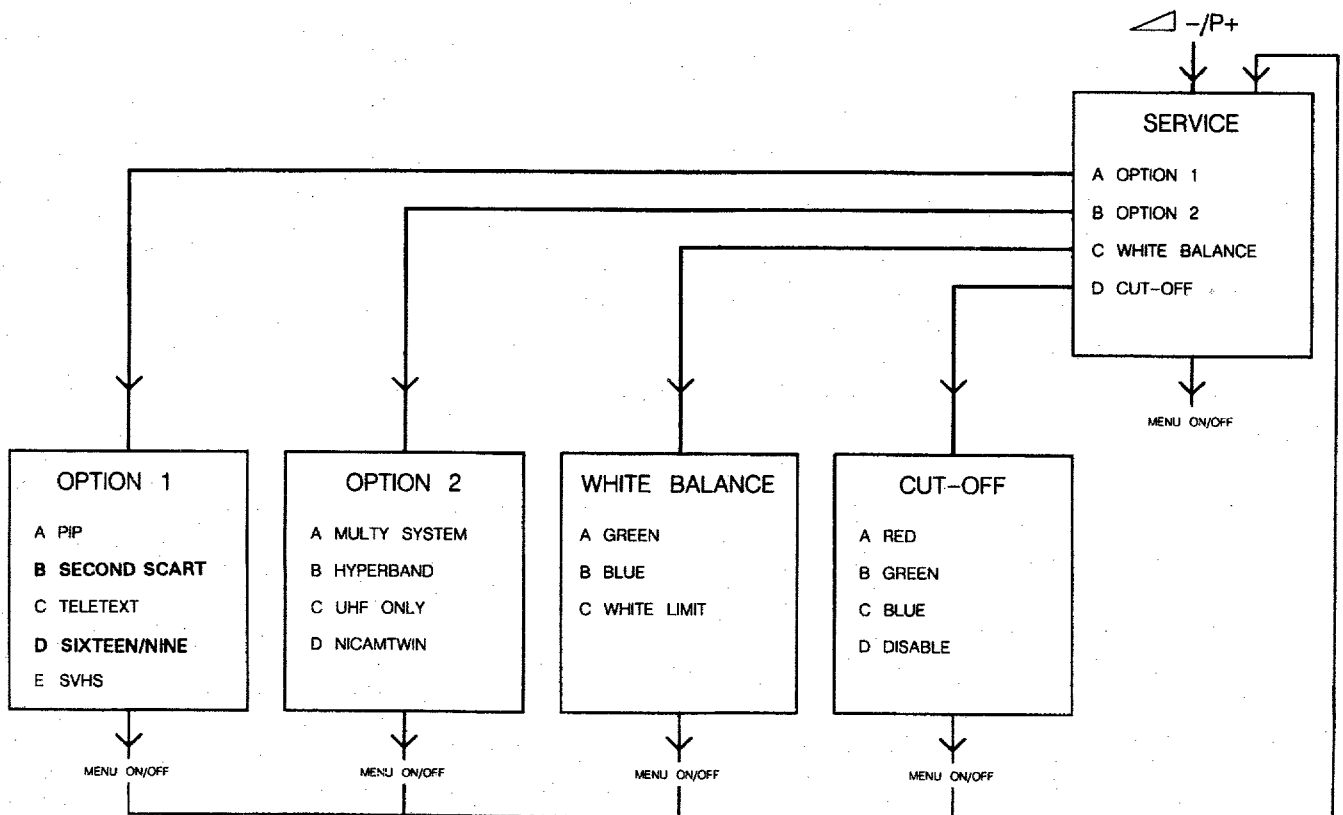 -/P+
SERVICE
A OPTION 1
B OPTION 2
C WHITE BALANCE
D CUT-OFF
MENU ON/OFF
OPTION 1
A PIP
B SECOND SCART
C TELETEXT
D SIXTEEN/NINE
E SVHS
MENU ON/OFF
OPTION 2
A MULTY SYSTEM
B HYPERBAND
C UHF ONLY
D NICAMTWIN
MENU ON/OFF
WHITE BALANCE
A GREEN
B BLUE
C WHITE LIMIT
MENU ON/OFF
CUT-OFF
A RED
B GREEN
C BLUE
D DISABLE
MENU ON/OFF